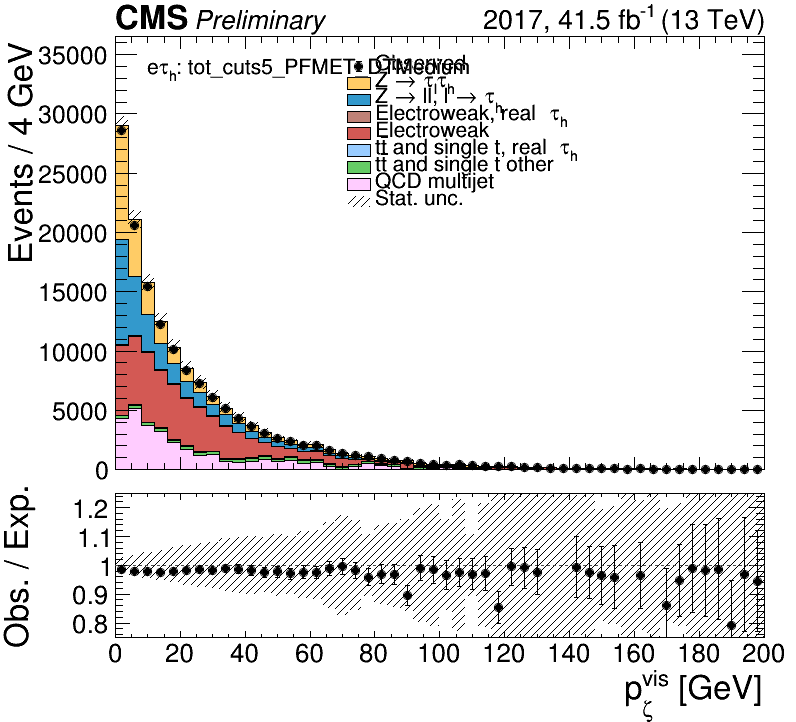 CMS Preliminary 2017, 41.5 fb⁻¹ (13 TeV)
eτh: tot_cuts5_PFMET
Observed
Z → ττh
Z → ll, l → τh
Electroweak, real τh
Electroweak
tt̄ and single t, real τh
tt̄ and single t other
QCD multijet
Stat. unc.
Events / 4 GeV
35000
30000
25000
20000
15000
10000
5000
0
Obs. / Exp.
1.2
1.1
1
0.9
0.8
0 20 40 60 80 100 120 140 160 180 200
pζ^vis [GeV]